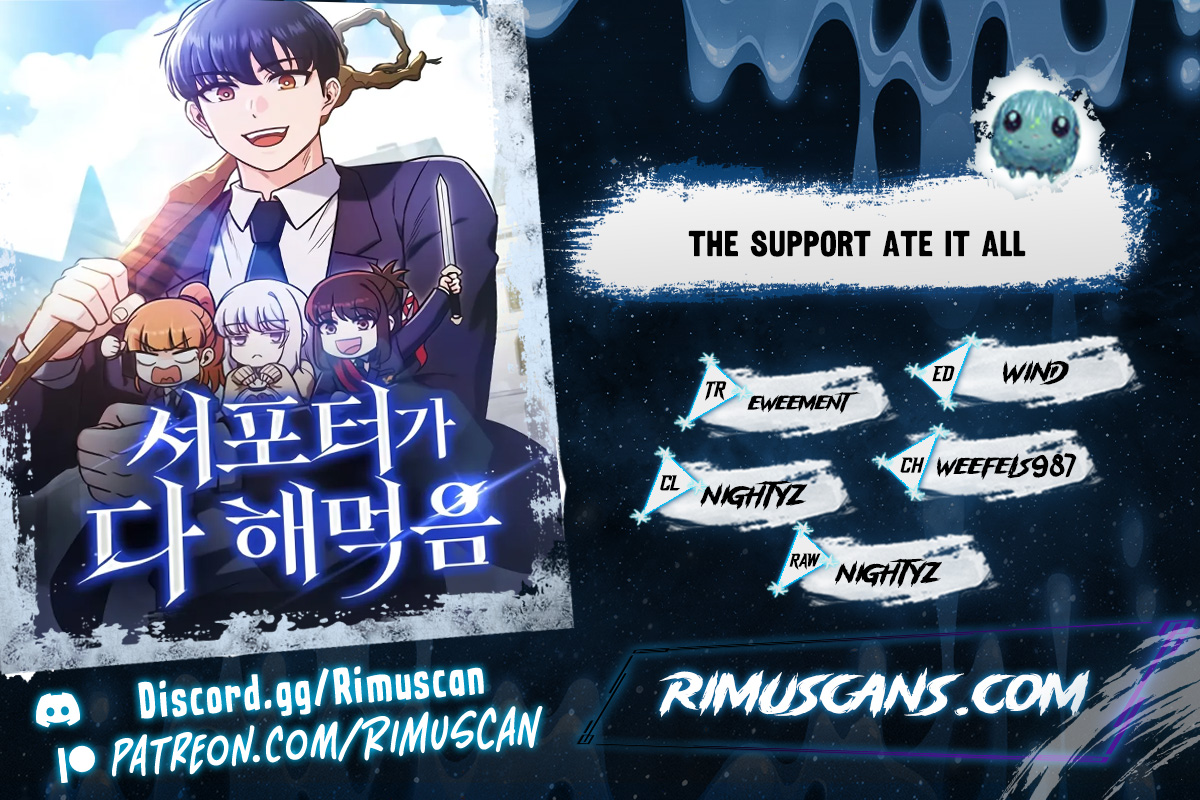 서포터가
다 해먹음
THE SUPPORT ATE IT ALL
TR EWEEMENT
ED WIND
CL NIGHTYZ
CH WEEFELS987
RAW NIGHTYZ
Discord.gg/Rimuscan
PATREON.COM/RIMUSCAN
RIMUSCANS.COM